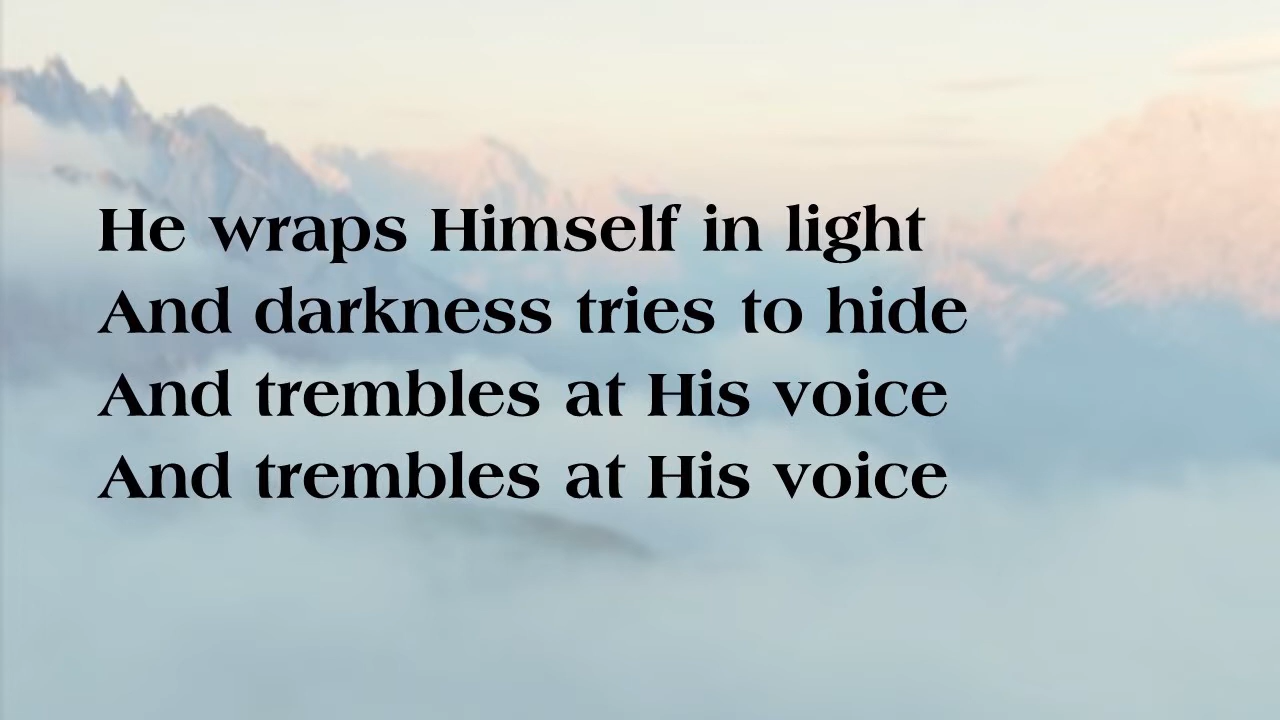 He wraps Himself in light
And darkness tries to hide
And trembles at His voice
And trembles at His voice